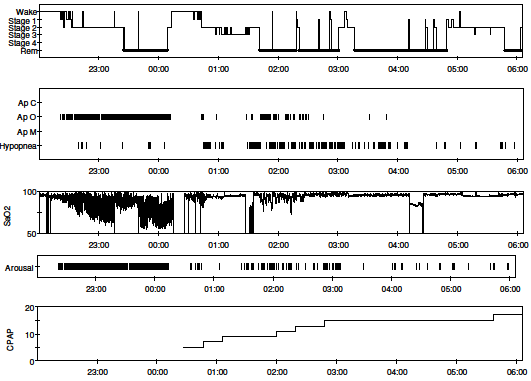 Wake
Stage 1
Stage 2
Stage 3
Stage 4
Rem
23:00 00:00 01:00 02:00 03:00 04:00 05:00 06:00
Ap C
Ap O
Ap M
Hypopnea
23:00 00:00 01:00 02:00 03:00 04:00 05:00 06:00
100
SaO2
50
23:00 00:00 01:00 02:00 03:00 04:00 05:00 06:00
Arousal
23:00 00:00 01:00 02:00 03:00 04:00 05:00 06:00
20
CPAP
10
0
23:00 00:00 01:00 02:00 03:00 04:00 05:00 06:00